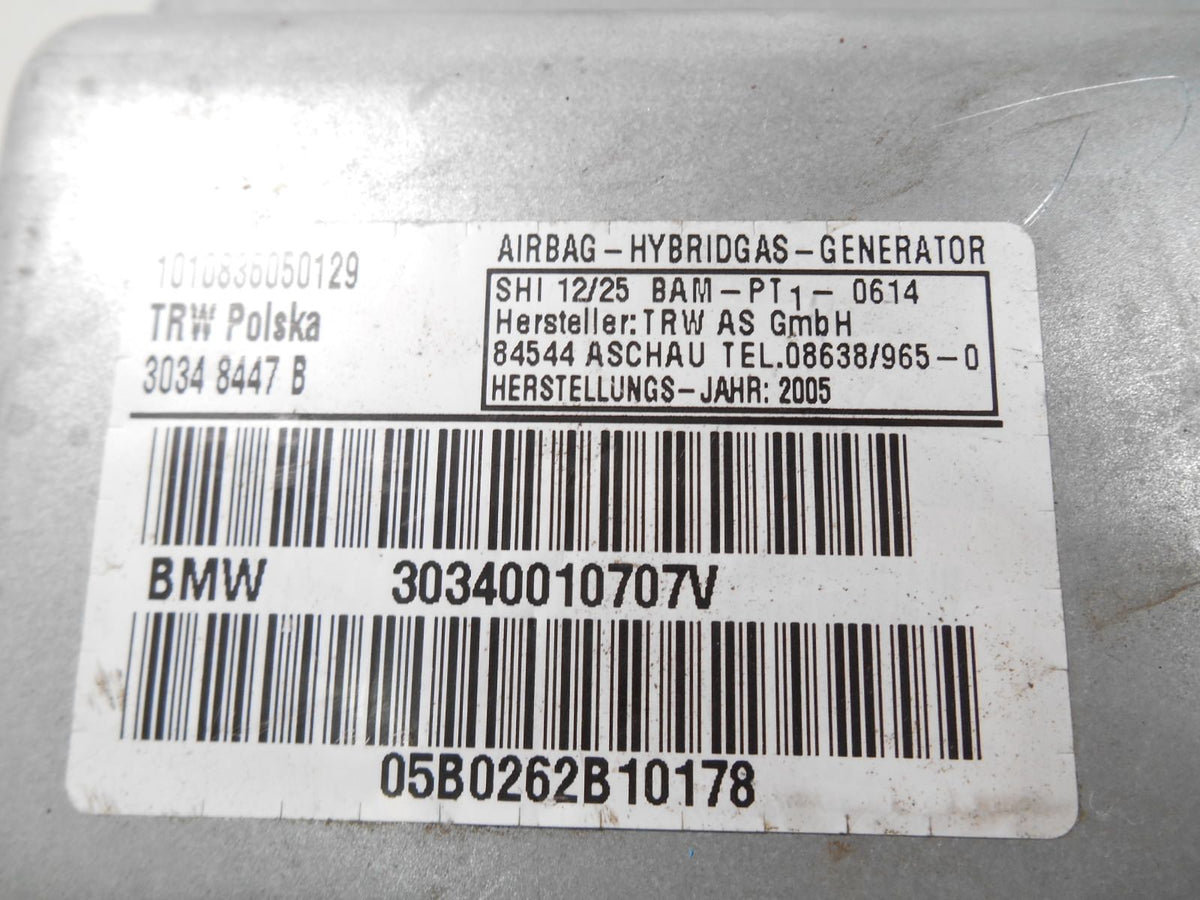 1010836050129
TRW Polska
3034 8447 B
AIRBAG-HYBRIDGAS-GENERATOR
SHI 12/25 BAM-PT1- 0614
Hersteller: TRW AS GmbH
84544 ASCHAU TEL.08638/965-0
HERSTELLUNGS-JAHR: 2005
BMW 30340010707V
05B0262B10178